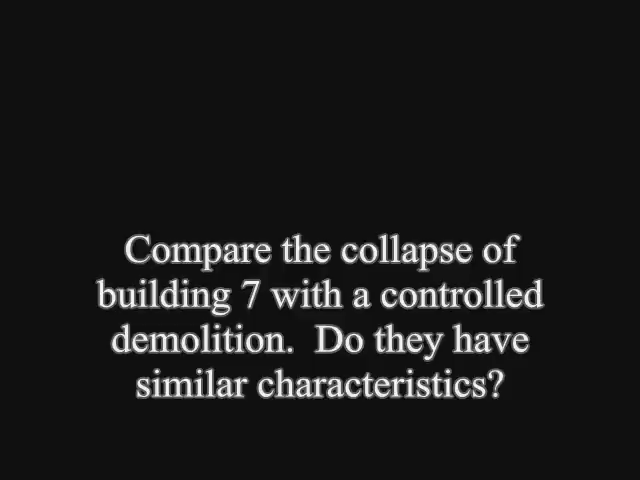 Compare the collapse of
building 7 with a controlled
demolition.  Do they have
similar characteristics?